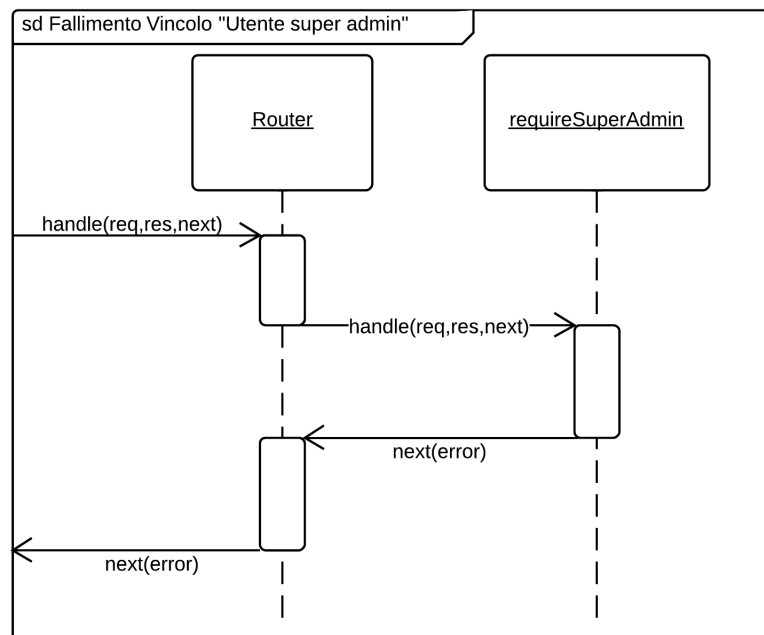 sd Fallimento Vincolo "Utente super admin"
Router
requireSuperAdmin
handle(req,res,next)
handle(req,res,next)
next(error)
next(error)